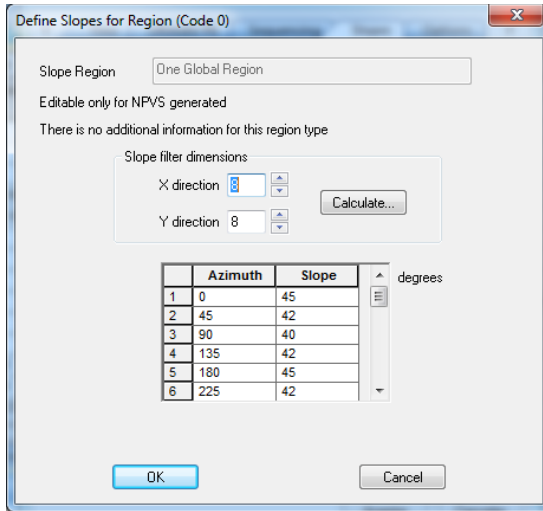 Define Slopes for Region (Code 0)
Slope Region One Global Region
Editable only for NPVS generated
There is no additional information for this region type
Slope filter dimensions
X direction 8
Calculate...
Y direction 8
Azimuth Slope degrees
1 0 45
2 45 42
3 90 40
4 135 42
5 180 45
6 225 42
OK Cancel